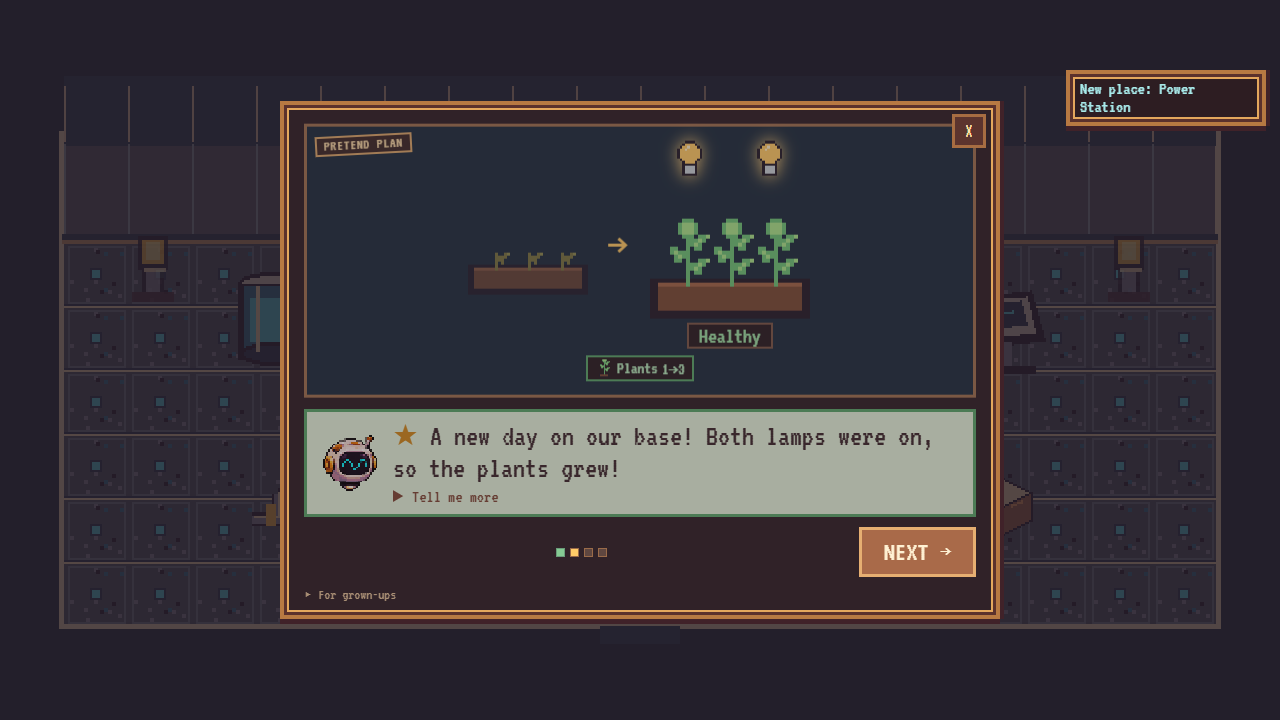 New place: Power
Station
X
PRETEND PLAN
Healthy
Plants 1→3
★ A new day on our base! Both lamps were on,
so the plants grew!
▶ Tell me more
NEXT →
▸ For grown-ups